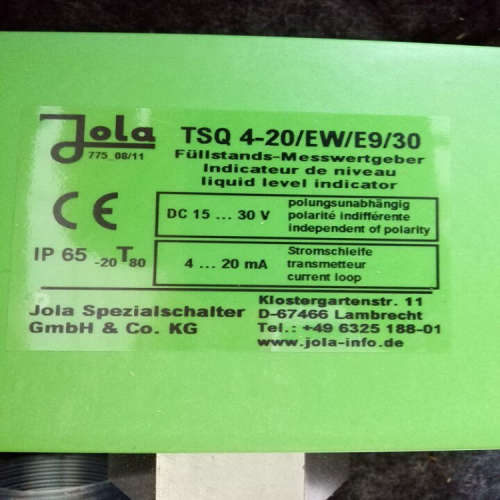 Jola
775_08/11
TSQ 4-20/EW/E9/30
Füllstands-Messwertgeber
Indicateur de niveau
liquid level indicator
CE
DC 15 ... 30 V
polungsunabhängig
polarité indifférente
independent of polarity
IP 65 -20T80
4 ... 20 mA
Stromschleife
transmetteur
current loop
Jola Spezialschalter
GmbH & Co. KG
Klostergartenstr. 11
D-67466 Lambrecht
Tel.: +49 6325 188-01
www.jola-info.de